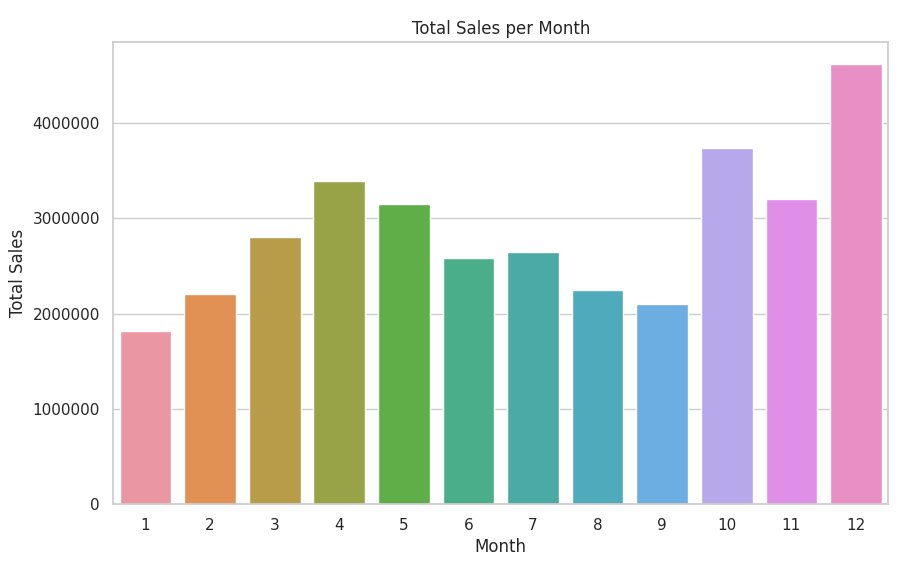 Total Sales per Month
Total Sales
4000000
3000000
2000000
1000000
0
1 2 3 4 5 6 7 8 9 10 11 12
Month